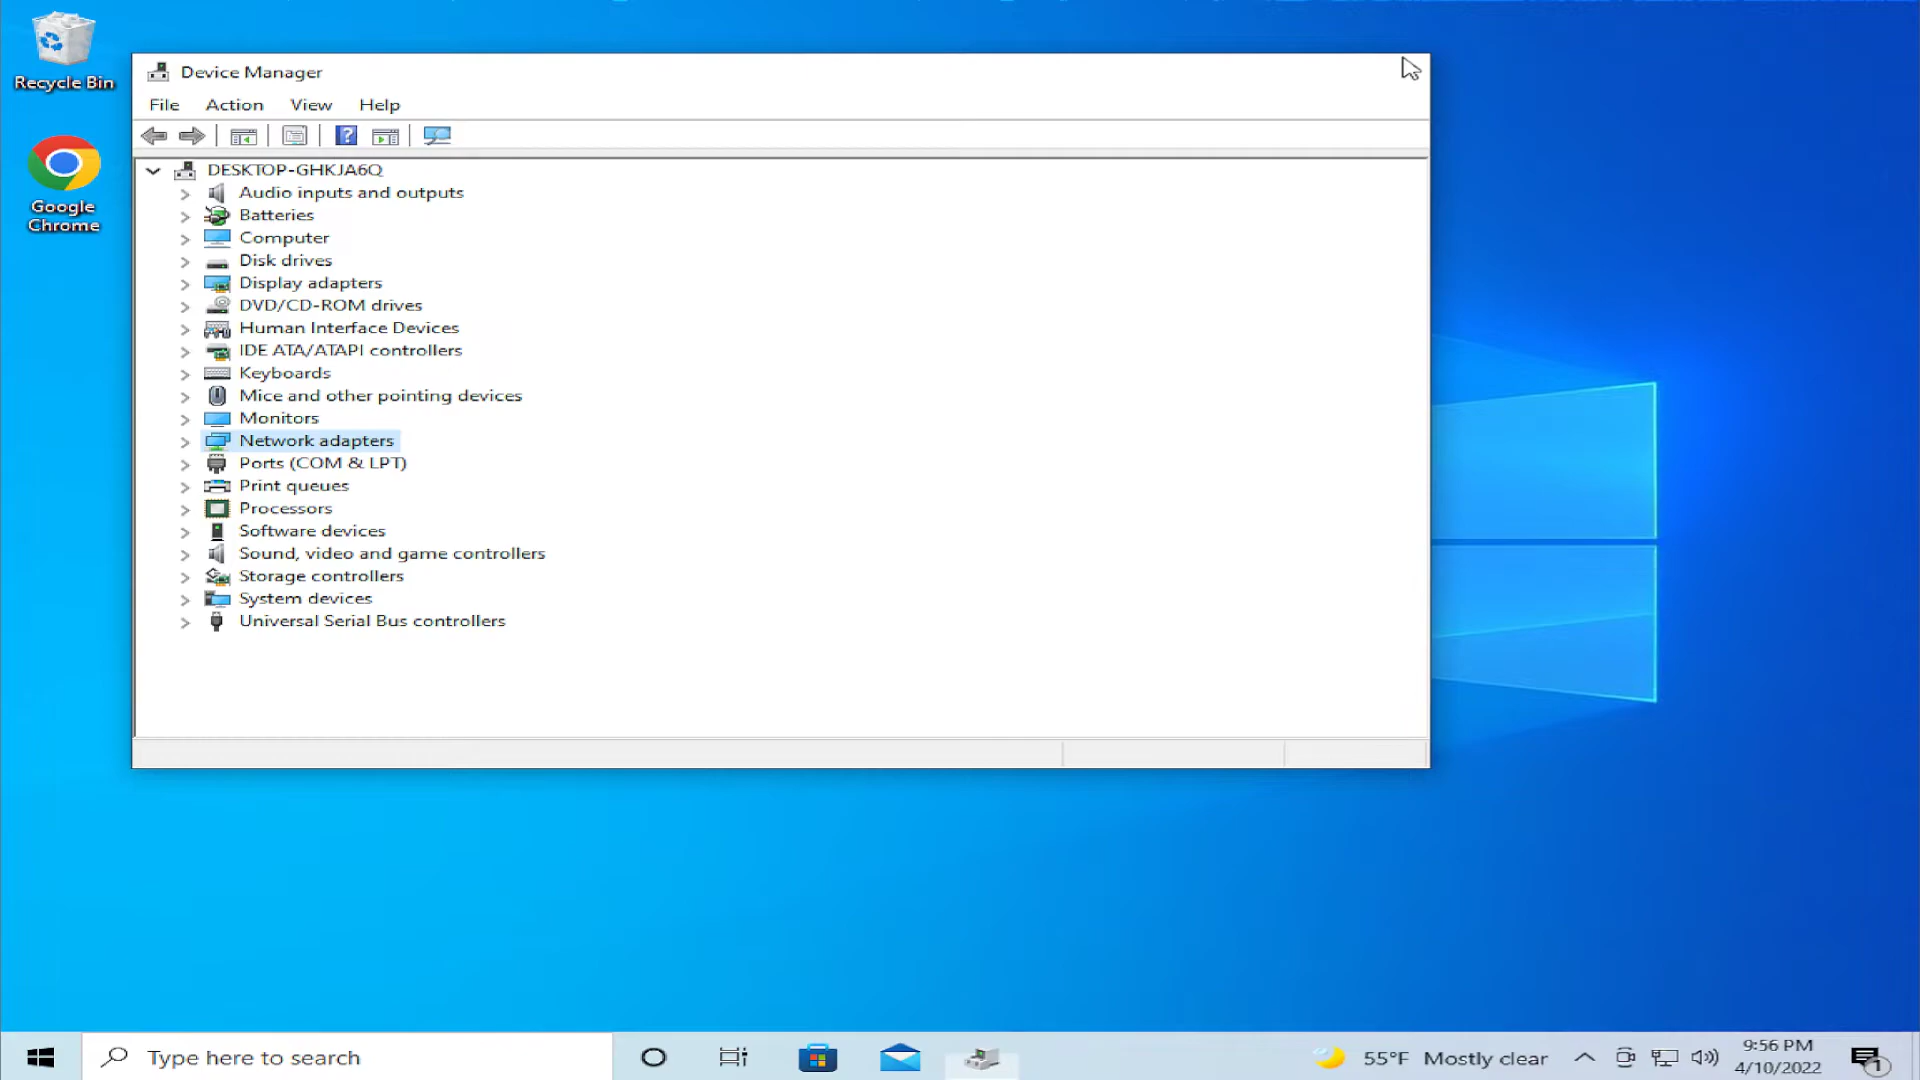 Recycle Bin
Google
Chrome
Device Manager
File Action View Help
DESKTOP-GHKJA6Q
Audio inputs and outputs
Batteries
Computer
Disk drives
Display adapters
DVD/CD-ROM drives
Human Interface Devices
IDE ATA/ATAPI controllers
Keyboards
Mice and other pointing devices
Monitors
Network adapters
Ports (COM & LPT)
Print queues
Processors
Software devices
Sound, video and game controllers
Storage controllers
System devices
Universal Serial Bus controllers
Type here to search
55°F Mostly clear
9:56 PM
4/10/2022
1